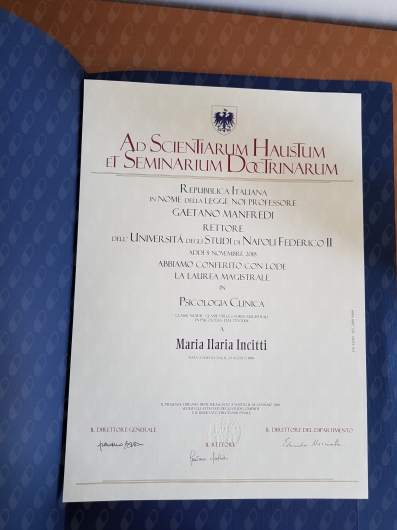 AD SCIENTIARUM HAUSTUM
ET SEMINARIUM DOCTRINARUM
REPUBBLICA ITALIANA
IN NOME DELLA LEGGE NOI PROFESSORE
GAETANO MANFREDI
RETTORE
DELL'UNIVERSITÀ DEGLI STUDI DI NAPOLI FEDERICO II
ADDÌ 5 NOVEMBRE 2018
ABBIAMO CONFERITO CON LODE
LA LAUREA MAGISTRALE
IN
PSICOLOGIA CLINICA
A
Maria Ilaria Incitti
IL DIRETTORE GENERALE
IL DIRETTORE DEL DIPARTIMENTO
IL RETTORE